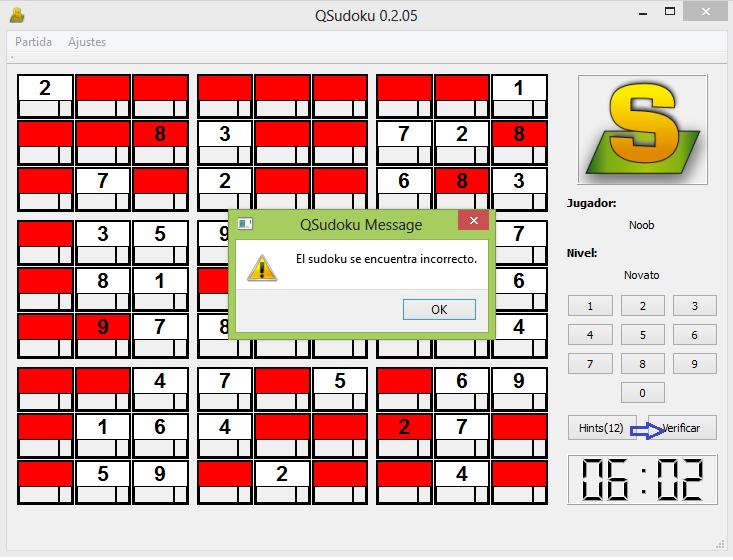 QSudoku 0.2.05
Partida Ajustes
2 1
8 3 7 2 8
7 2 6 8 3
3 5 9 7
8 1 6
9 7 8 4
4 7 5 6 9
1 6 4 2 7
5 9 2 4
QSudoku Message
El sudoku se encuentra incorrecto.
OK
S
Jugador:
Noob
Nivel:
Novato
1 2 3
4 5 6
7 8 9
0
Hints(12) Verificar
06:02